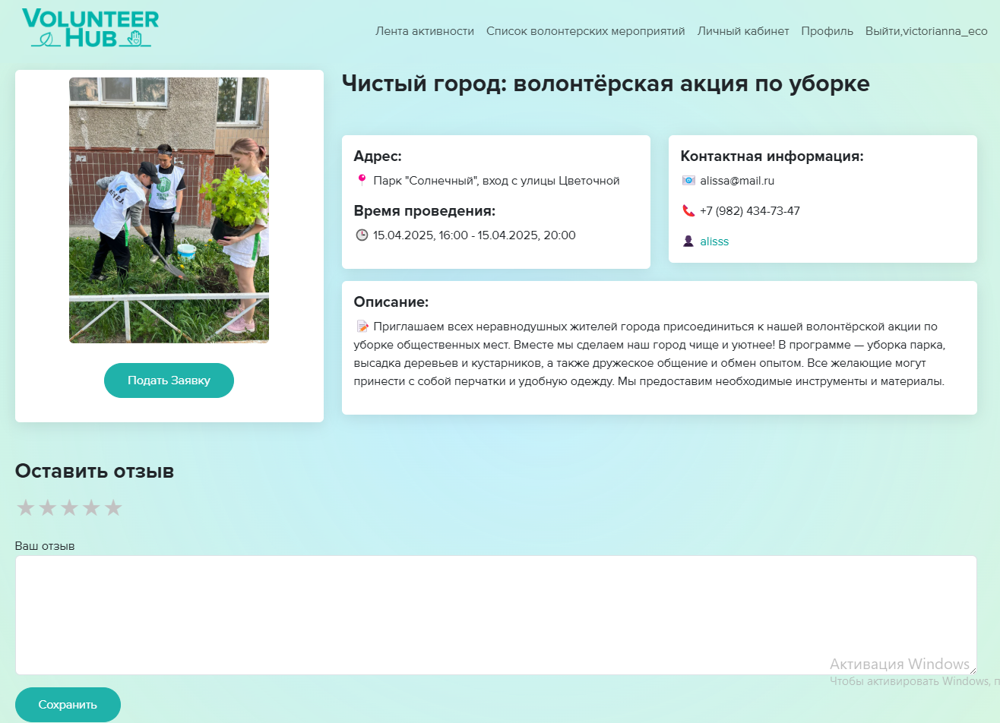 VOLUNTEER
HUB
Лента активности Список волонтерских мероприятий Личный кабинет Профиль Выйти,victorianna_eco
Чистый город: волонтёрская акция по уборке
Адрес:
Парк "Солнечный", вход с улицы Цветочной
Время проведения:
15.04.2025, 16:00 - 15.04.2025, 20:00
Контактная информация:
alissa@mail.ru
+7 (982) 434-73-47
alisss
Описание:
Приглашаем всех неравнодушных жителей города присоединиться к нашей волонтёрской акции по
уборке общественных мест. Вместе мы сделаем наш город чище и уютнее! В программе — уборка парка,
высадка деревьев и кустарников, а также дружеское общение и обмен опытом. Все желающие могут
принести с собой перчатки и удобную одежду. Мы предоставим необходимые инструменты и материалы.
Подать Заявку
Оставить отзыв
Ваш отзыв
Активация Windows
Чтобы активировать Windows, п
Сохранить